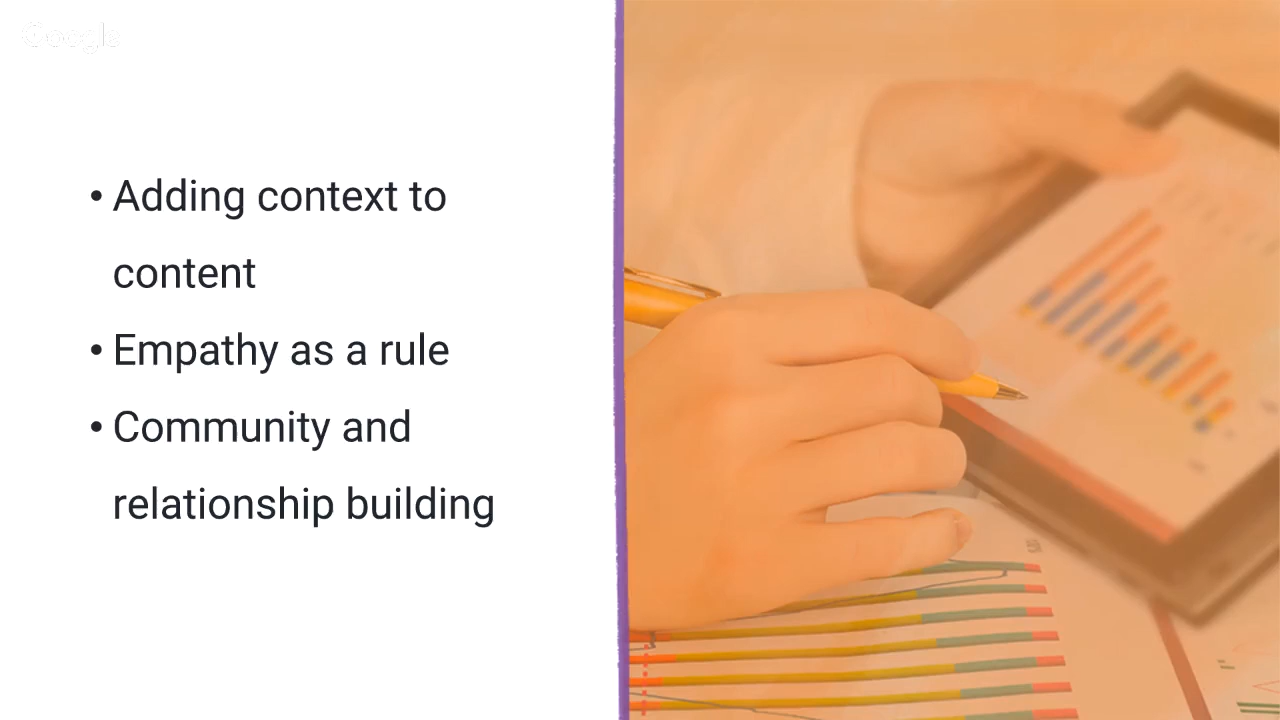 Google
• Adding context to
content
• Empathy as a rule
• Community and
relationship building